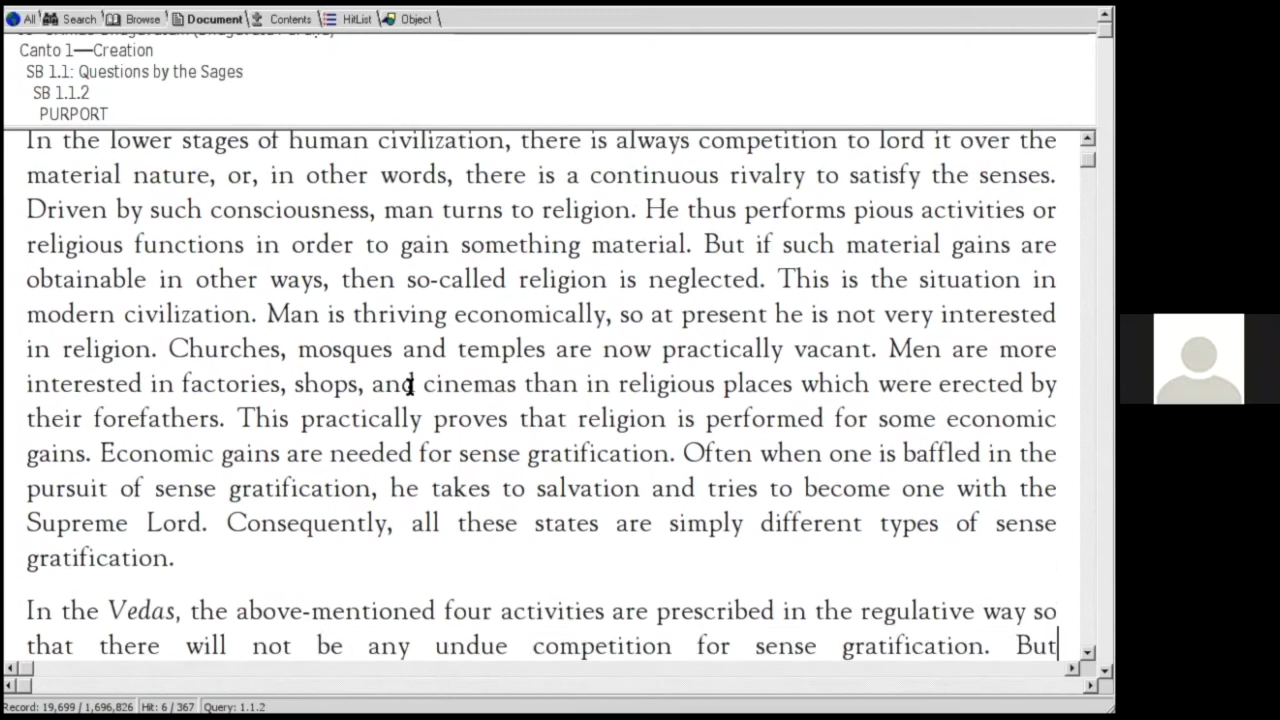 All Search Browse Document Contents HitList Object
Canto 1—Creation
SB 1.1: Questions by the Sages
SB 1.1.2
PURPORT
In the lower stages of human civilization, there is always competition to lord it over the
material nature, or, in other words, there is a continuous rivalry to satisfy the senses.
Driven by such consciousness, man turns to religion. He thus performs pious activities or
religious functions in order to gain something material. But if such material gains are
obtainable in other ways, then so-called religion is neglected. This is the situation in
modern civilization. Man is thriving economically, so at present he is not very interested
in religion. Churches, mosques and temples are now practically vacant. Men are more
interested in factories, shops, and cinemas than in religious places which were erected by
their forefathers. This practically proves that religion is performed for some economic
gains. Economic gains are needed for sense gratification. Often when one is baffled in the
pursuit of sense gratification, he takes to salvation and tries to become one with the
Supreme Lord. Consequently, all these states are simply different types of sense
gratification.
In the Vedas, the above-mentioned four activities are prescribed in the regulative way so
that there will not be any undue competition for sense gratification. But
Record: 19,699 / 1,696,826 Hit: 6 / 367 Query: 1.1.2